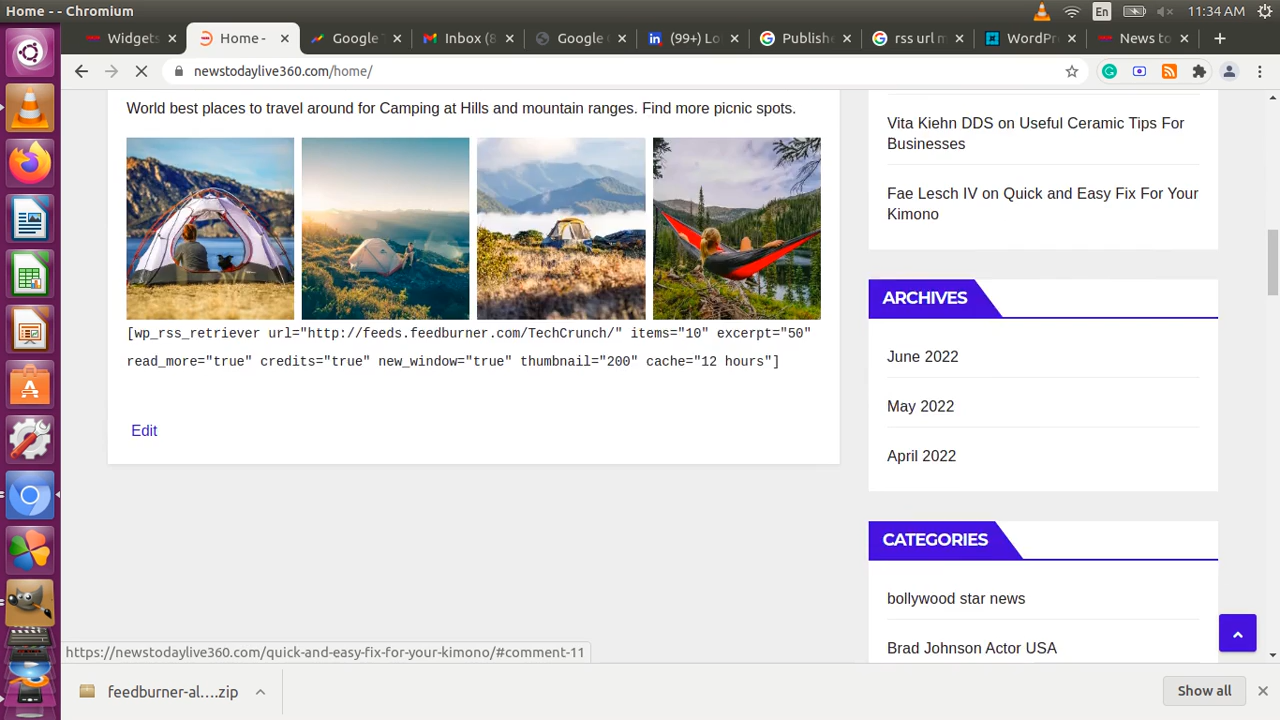 Home - - Chromium
En
11:34 AM
Widgets
Home -
Google
Inbox (8
Google
(99+) Lo
Publishe
rss url m
WordPr
News to
newstodaylive360.com/home/
World best places to travel around for Camping at Hills and mountain ranges. Find more picnic spots.
[wp_rss_retriever url="http://feeds.feedburner.com/TechCrunch/" items="10" excerpt="50"
read_more="true" credits="true" new_window="true" thumbnail="200" cache="12 hours"]
Edit
Vita Kiehn DDS on Useful Ceramic Tips For
Businesses
Fae Lesch IV on Quick and Easy Fix For Your
Kimono
ARCHIVES
June 2022
May 2022
April 2022
CATEGORIES
bollywood star news
Brad Johnson Actor USA
https://newstodaylive360.com/quick-and-easy-fix-for-your-kimono/#comment-11
feedburner-al....zip
Show all